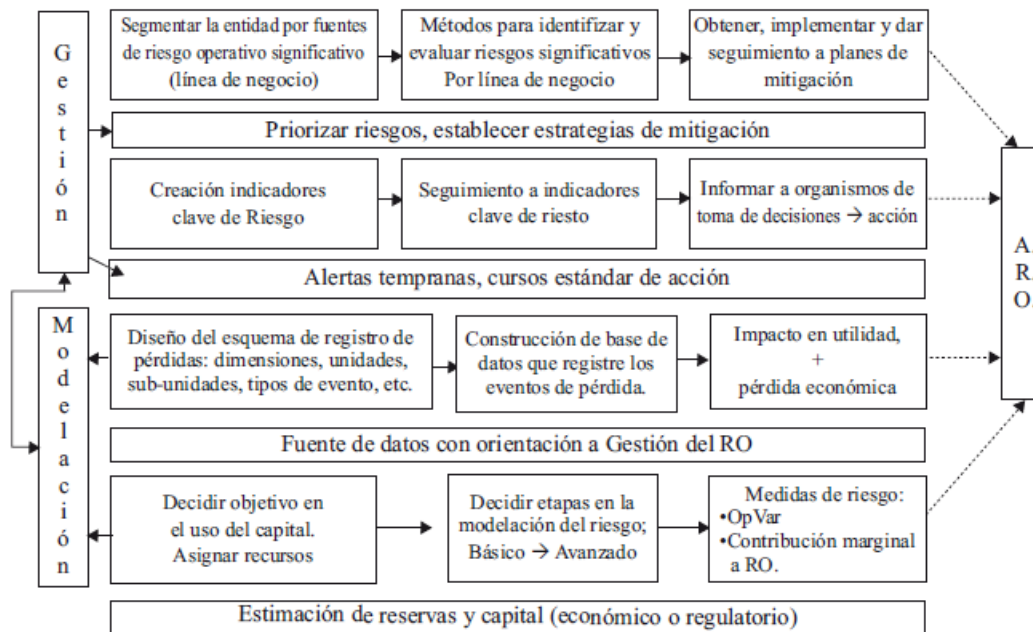 Gestión
Segmentar la entidad por fuentes
de riesgo operativo significativo
(línea de negocio)
Métodos para identifizar y
evaluar riesgos significativos
Por línea de negocio
Obtener, implementar y dar
seguimiento a planes de
mitigación
Priorizar riesgos, establecer estrategias de mitigación
Creación indicadores
clave de Riesgo
Seguimiento a indicadores
clave de riesto
Informar a organismos de
toma de decisiones → acción
Alertas tempranas, cursos estándar de acción
Modelación
Diseño del esquema de registro de
pérdidas: dimensiones, unidades,
sub-unidades, tipos de evento, etc.
Construcción de base de
datos que registre los
eventos de pérdida.
Impacto en utilidad,
+
pérdida económica
Fuente de datos con orientación a Gestión del RO
Decidir objetivo en
el uso del capital.
Asignar recursos
Decidir etapas en la
modelación del riesgo;
Básico → Avanzado
Medidas de riesgo:
•OpVar
•Contribución marginal
a RO.
Estimación de reservas y capital (económico o regulatorio)
A.
R.
O.